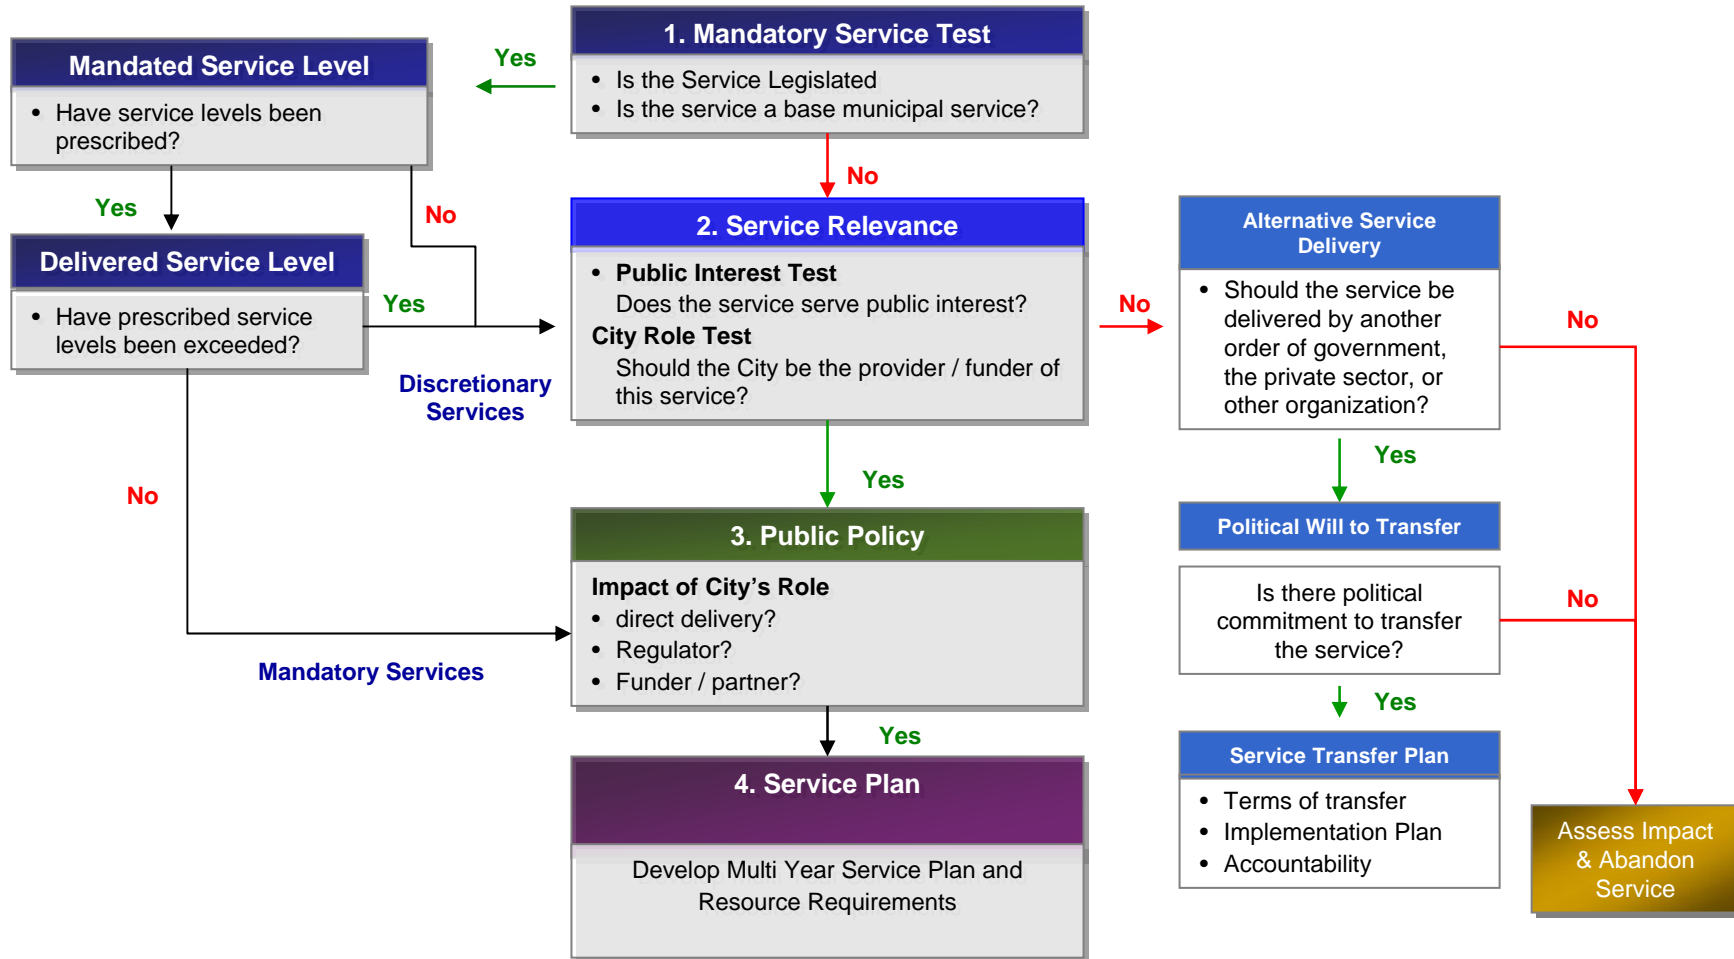 1. Mandatory Service Test
• Is the Service Legislated
• Is the service a base municipal service?
Yes
Mandated Service Level
• Have service levels been
prescribed?
Yes
No
No
Delivered Service Level
• Have prescribed service
levels been exceeded?
Yes
Discretionary
Services
No
Mandatory Services
2. Service Relevance
• Public Interest Test
Does the service serve public interest?
City Role Test
Should the City be the provider / funder of
this service?
No
Yes
3. Public Policy
Impact of City’s Role
• direct delivery?
• Regulator?
• Funder / partner?
Yes
4. Service Plan
Develop Multi Year Service Plan and
Resource Requirements
Alternative Service
Delivery
• Should the service be
delivered by another
order of government,
the private sector, or
other organization?
No
Yes
Political Will to Transfer
Is there political
commitment to transfer
the service?
No
Yes
Service Transfer Plan
• Terms of transfer
• Implementation Plan
• Accountability
Assess Impact
& Abandon
Service